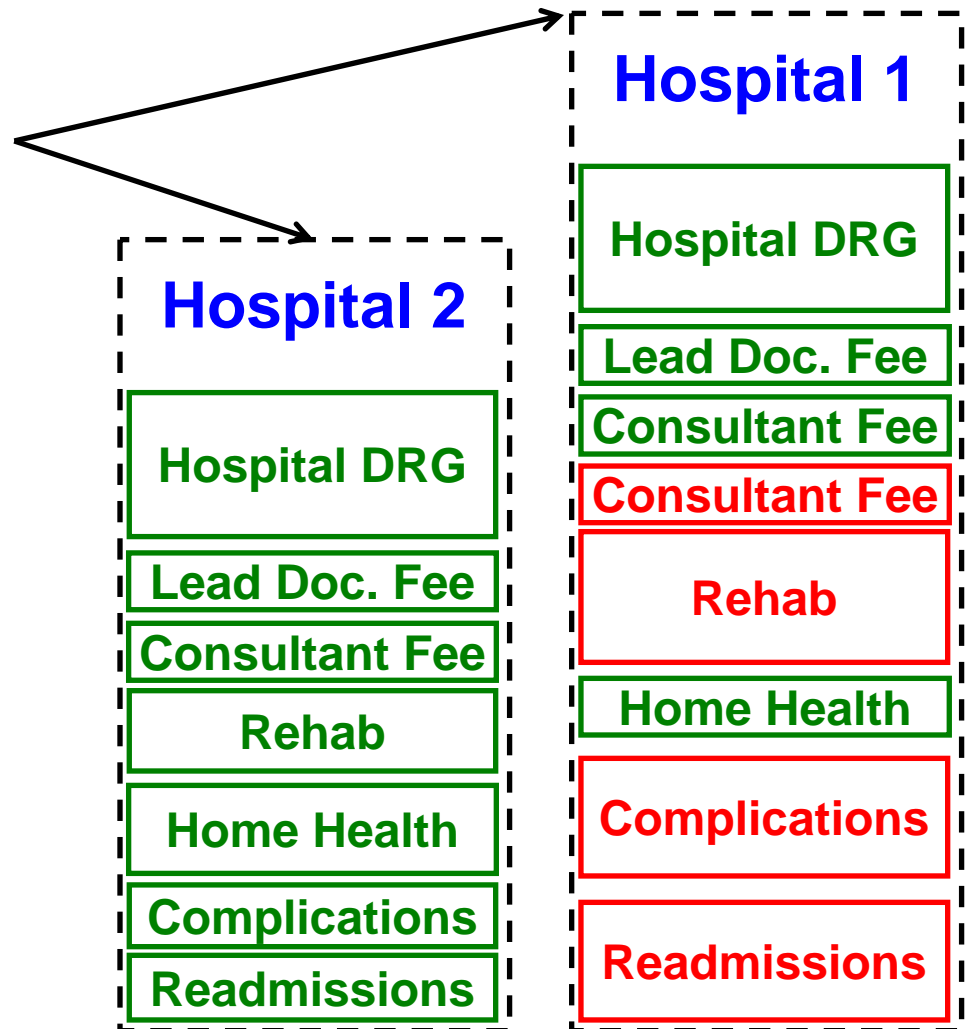 Hospital 1
Hospital DRG
Lead Doc. Fee
Consultant Fee
Consultant Fee
Rehab
Home Health
Complications
Readmissions
Hospital 2
Hospital DRG
Lead Doc. Fee
Consultant Fee
Rehab
Home Health
Complications
Readmissions